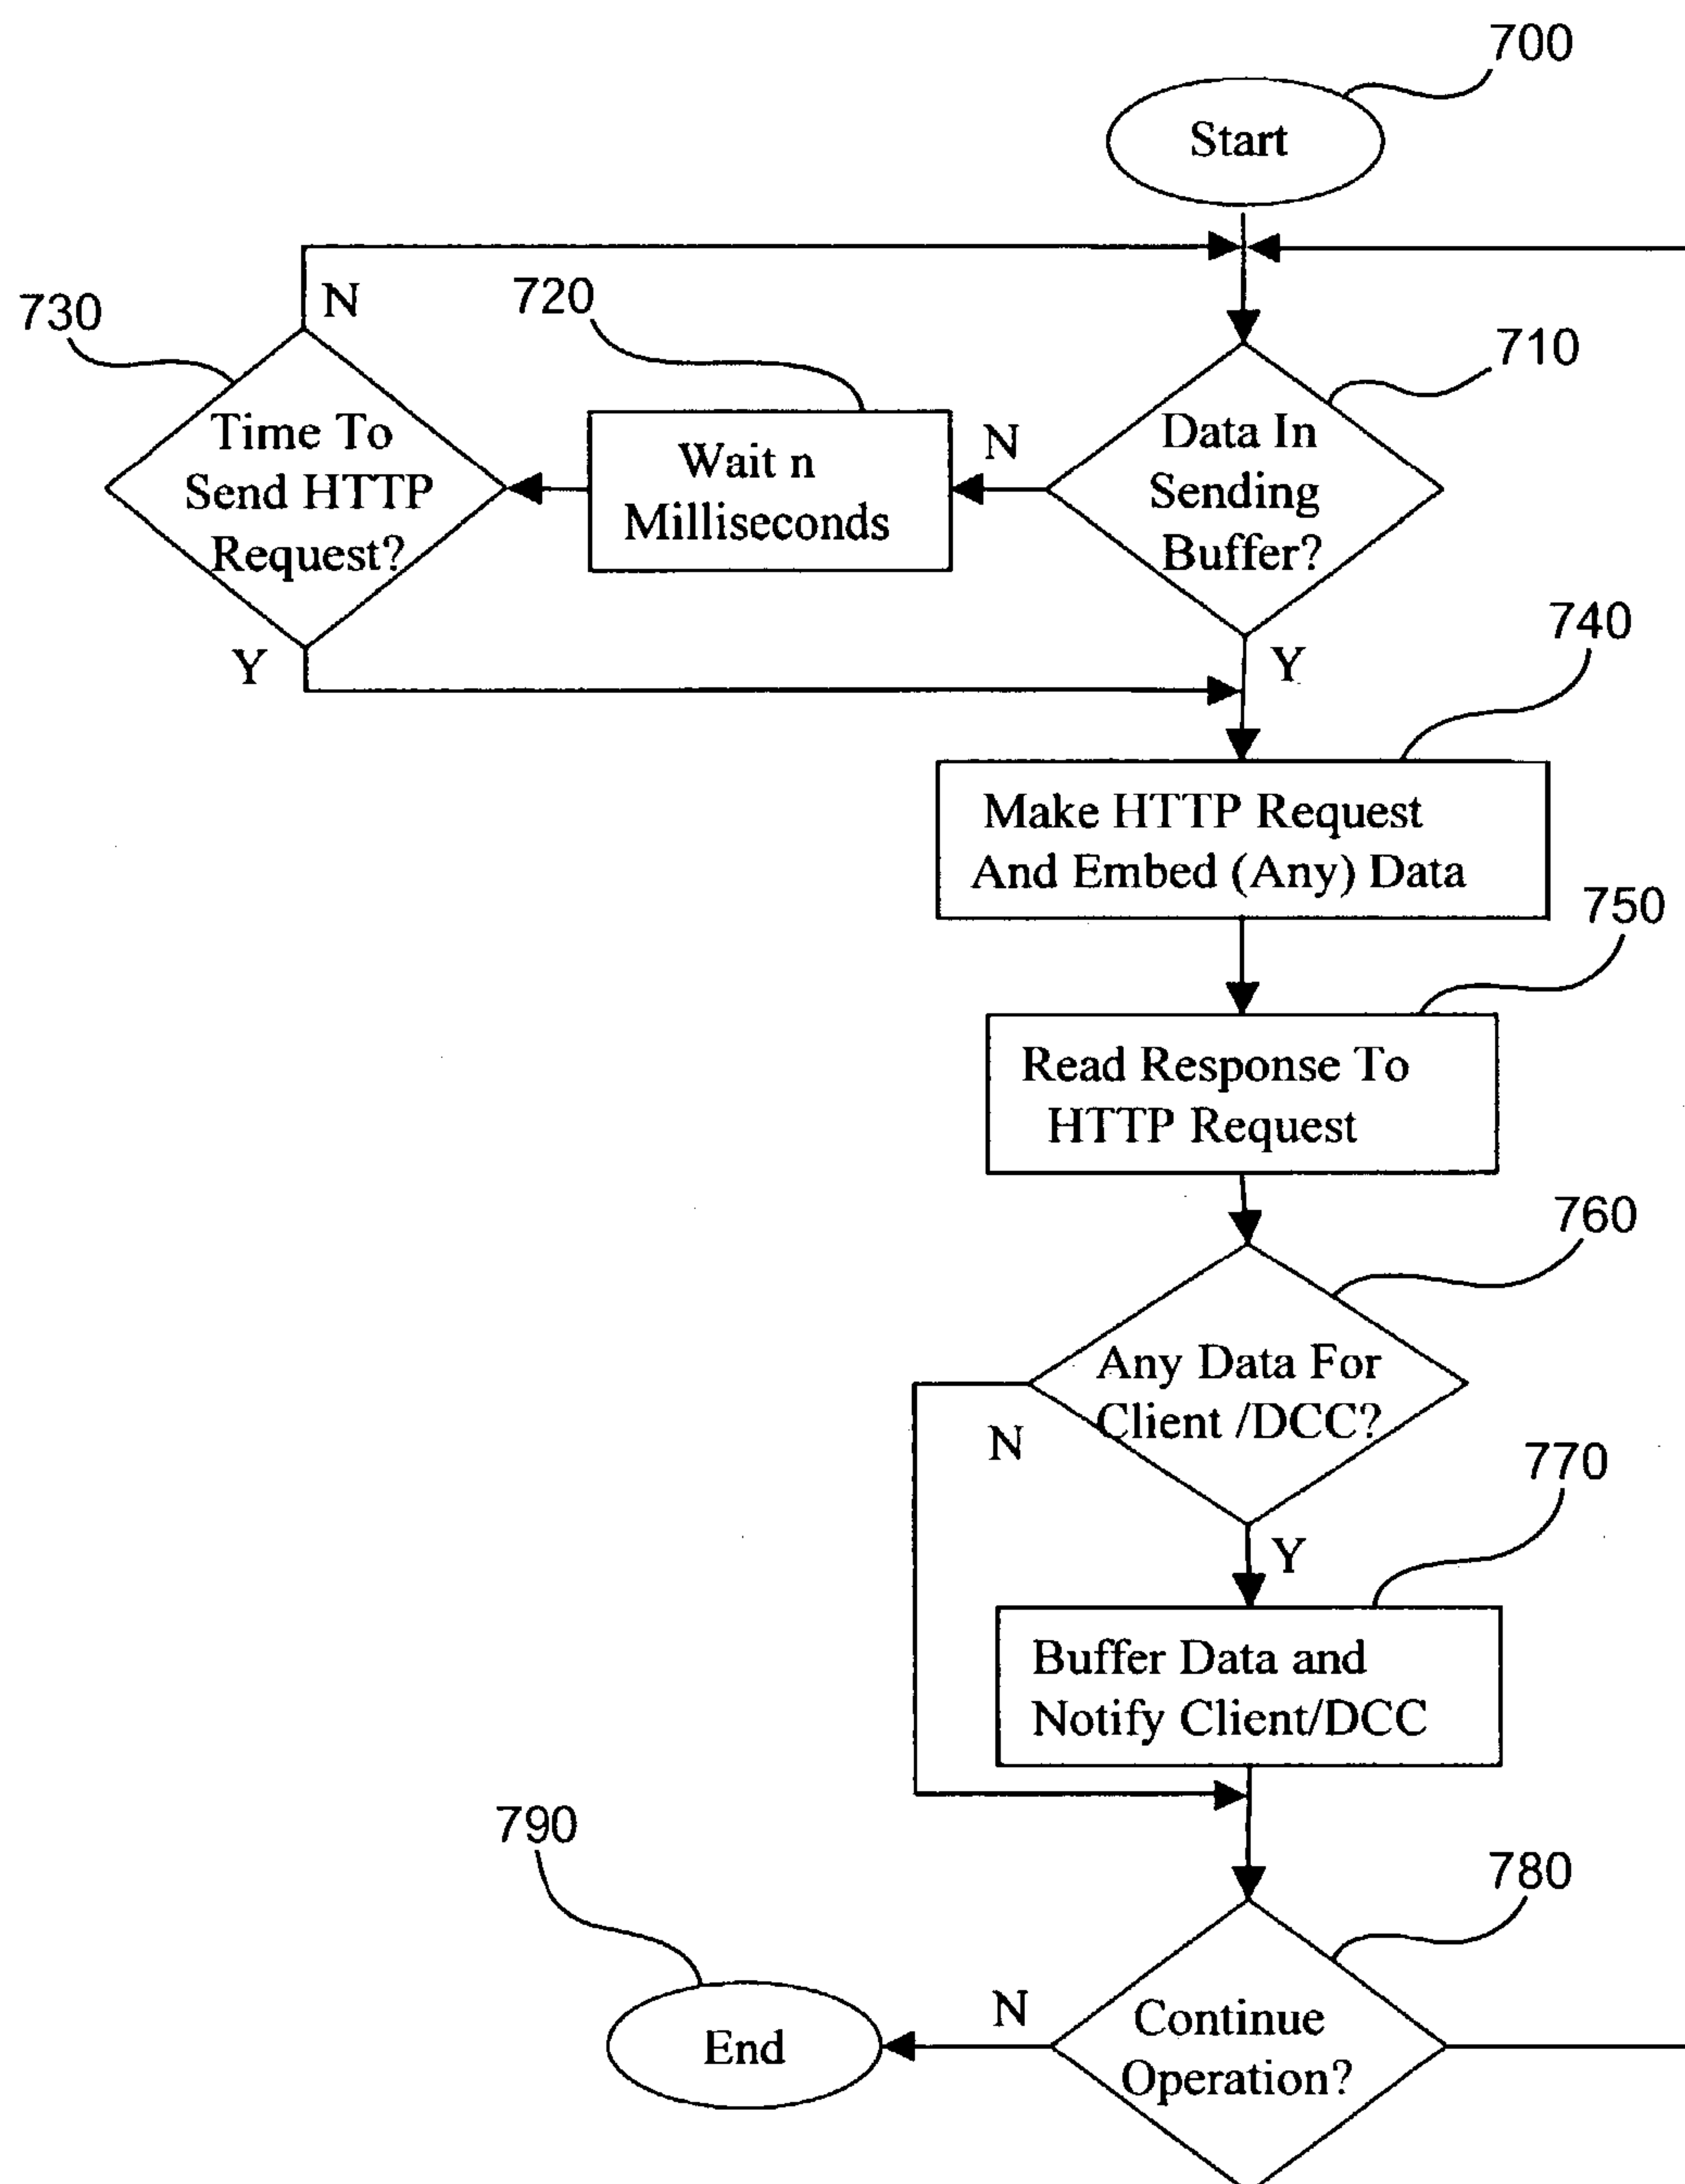 700
Start
730
N
720
710
Time To
Send HTTP
Request?
Wait n
Milliseconds
N
Data In
Sending
Buffer?
Y
Y
740
Make HTTP Request
And Embed (Any) Data
750
Read Response To
HTTP Request
760
Any Data For
Client /DCC?
N
770
Y
Buffer Data and
Notify Client/DCC
790
780
End
N
Continue
Operation?